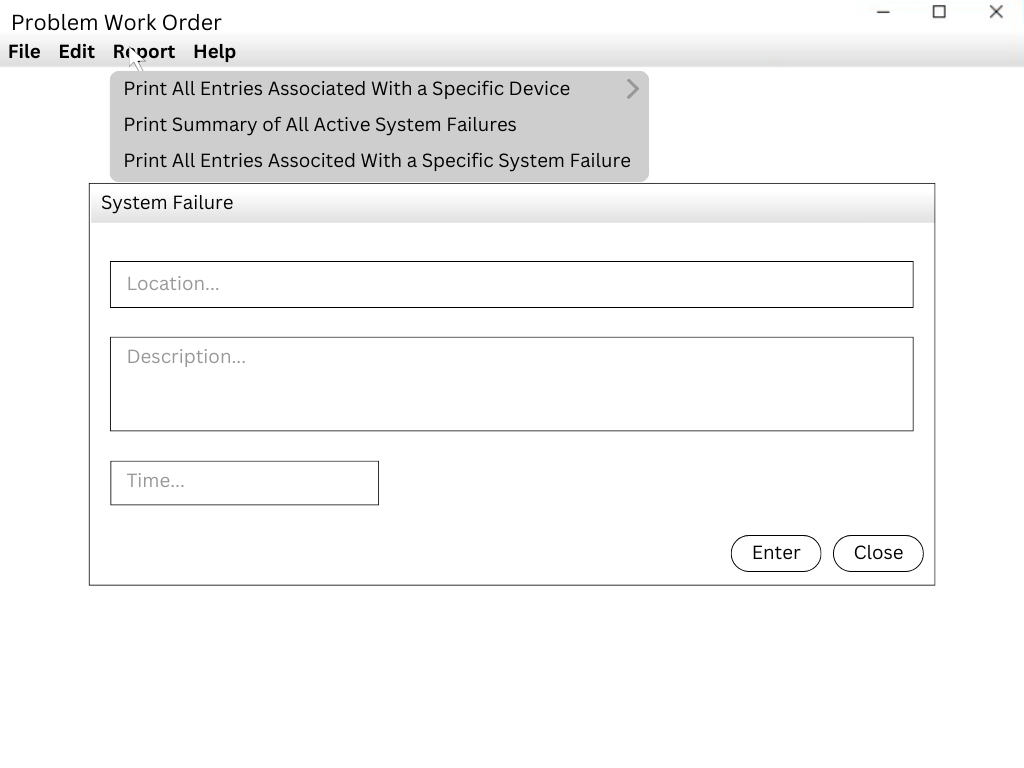 Problem Work Order
File Edit Report Help
Print All Entries Associated With a Specific Device
Print Summary of All Active System Failures
Print All Entries Associted With a Specific System Failure
System Failure
Location...
Description...
Time...
Enter Close